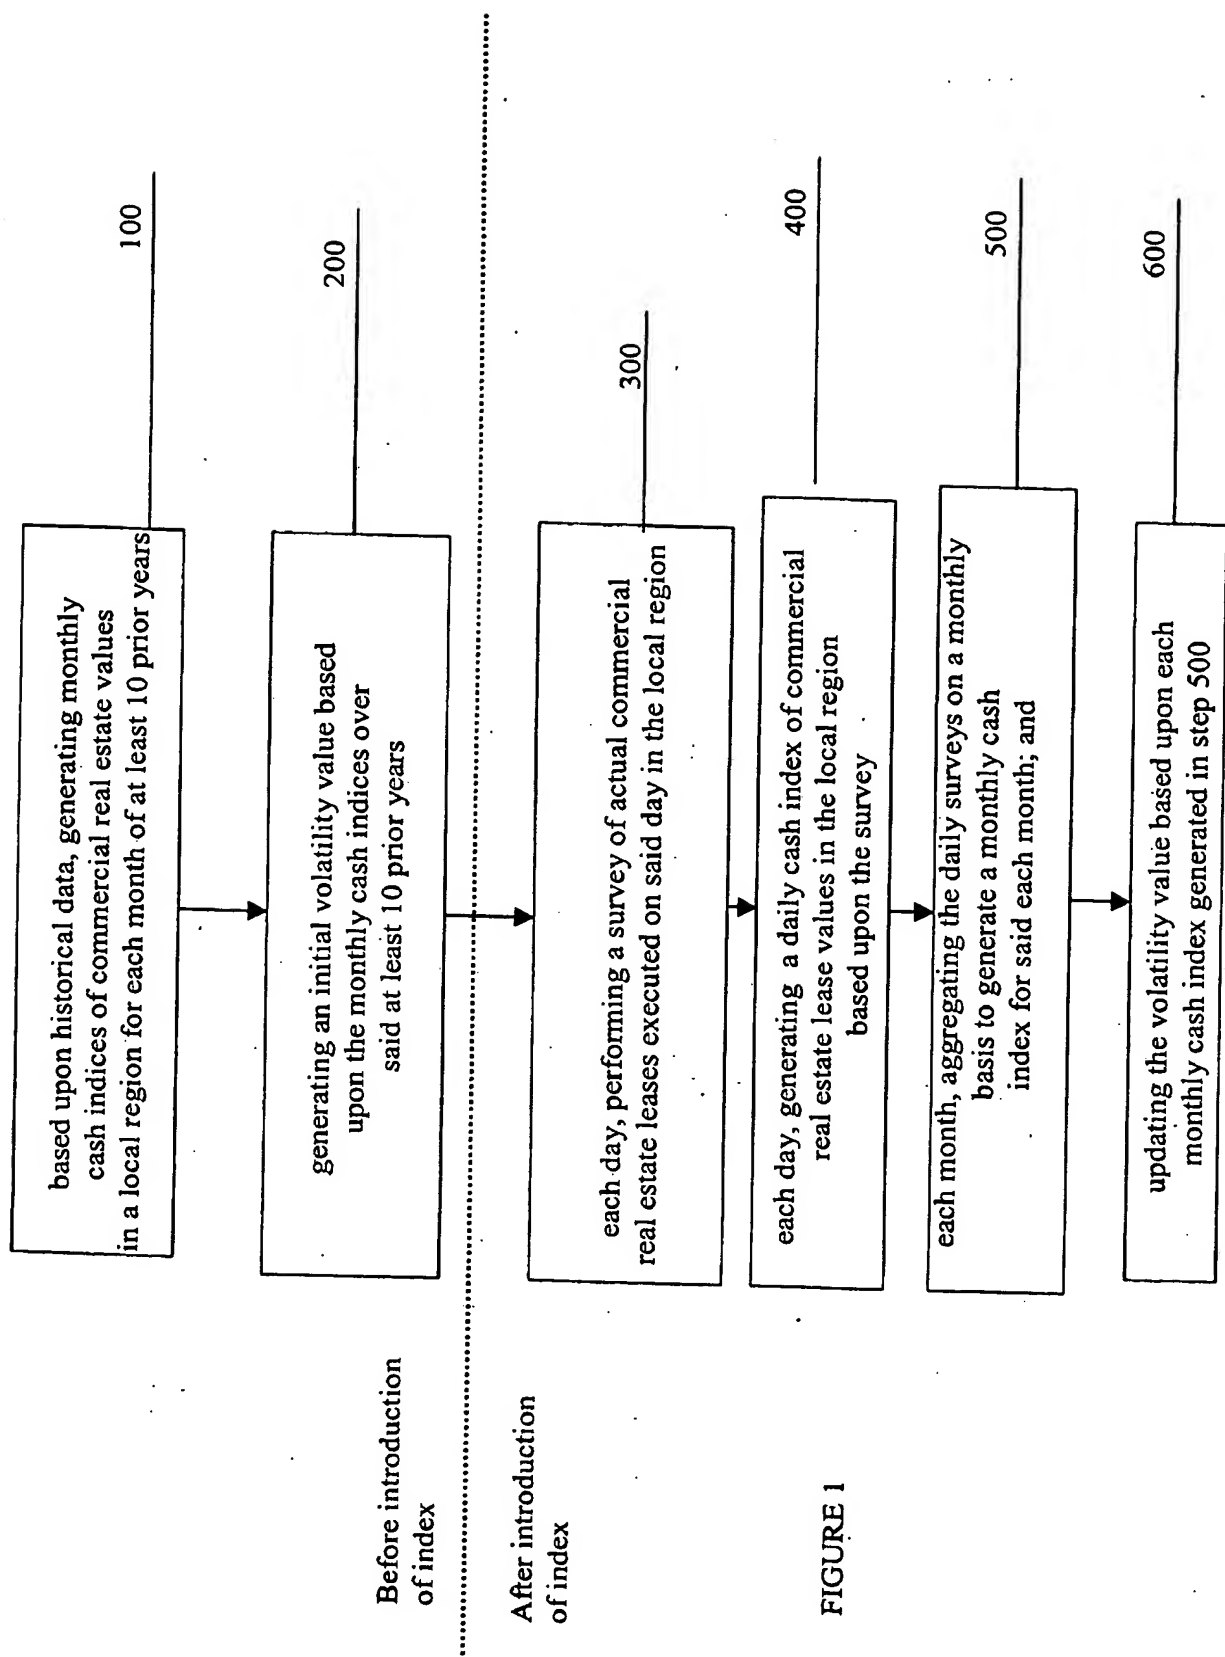 based upon historical data, generating monthly
cash indices of commercial real estate values
in a local region for each month of at least 10 prior years
100
generating an initial volatility value based
upon the monthly cash indices over
said at least 10 prior years
200
Before introduction
of index
After introduction
of index
each day, performing a survey of actual commercial
real estate leases executed on said day in the local region
300
each day, generating a daily cash index of commercial
real estate lease values in the local region
based upon the survey
400
each month, aggregating the daily surveys on a monthly
basis to generate a monthly cash
index for said each month; and
500
updating the volatility value based upon each
monthly cash index generated in step 500
600
FIGURE 1